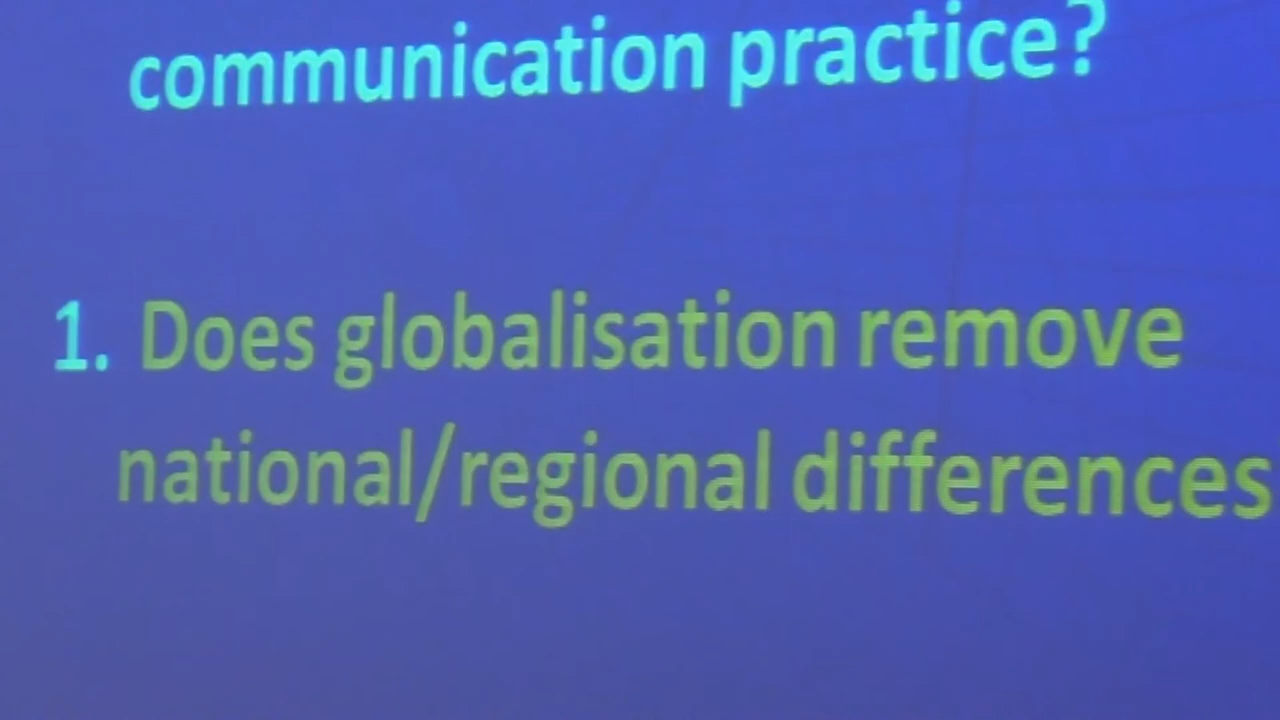 communication practice?
1. Does globalisation remove
national/regional differences